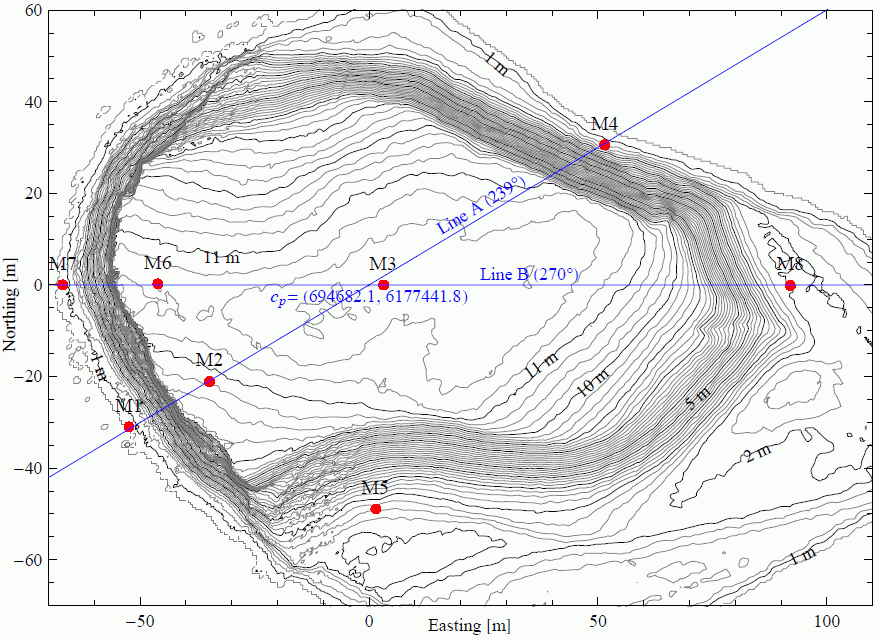 60
40
20
0
−20
−40
−60
Northing [m]
−50
0
50
100
Easting [m]
1 m
M4
Line A (239°)
11 m
M7
M6
M3
Line B (270°)
M8
c_p = (694682.1, 6177441.8)
M2
1 m
11 m
10 m
5 m
M1
2 m
M5
1 m